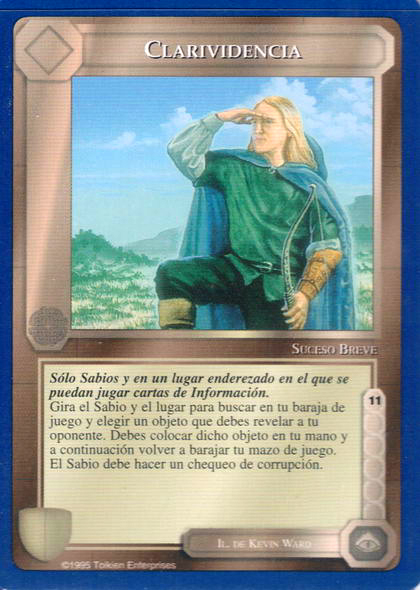 Clarividencia
Suceso Breve
Sólo Sabios y en un lugar enderezado en el que se
puedan jugar cartas de Información.
Gira el Sabio y el lugar para buscar en tu baraja de
juego y elegir un objeto que debes revelar a tu
oponente. Debes colocar dicho objeto en tu mano y
a continuación volver a barajar tu mazo de juego.
El Sabio debe hacer un chequeo de corrupción.
11
Il. de Kevin Ward
©1995 Tolkien Enterprises